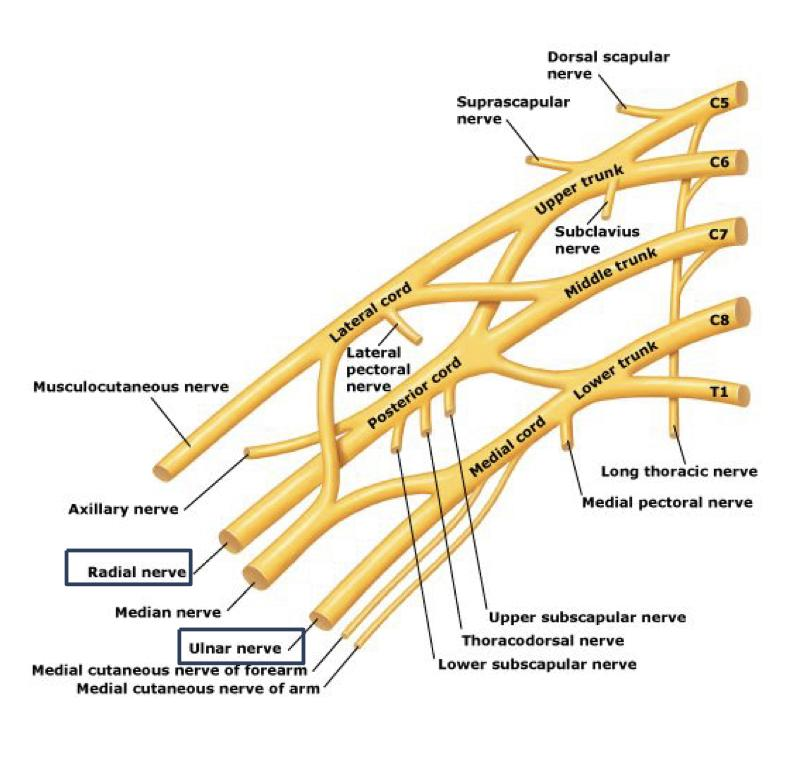 Dorsal scapular
nerve
C5
Suprascapular
nerve
C6
Upper trunk
Subclavius
nerve
C7
Middle trunk
Lateral cord
C8
Lateral
pectoral
nerve
Lower trunk
Posterior cord
T1
Musculocutaneous nerve
Medial cord
Long thoracic nerve
Medial pectoral nerve
Axillary nerve
Radial nerve
Median nerve
Upper subscapular nerve
Thoracodorsal nerve
Ulnar nerve
Lower subscapular nerve
Medial cutaneous nerve of forearm
Medial cutaneous nerve of arm